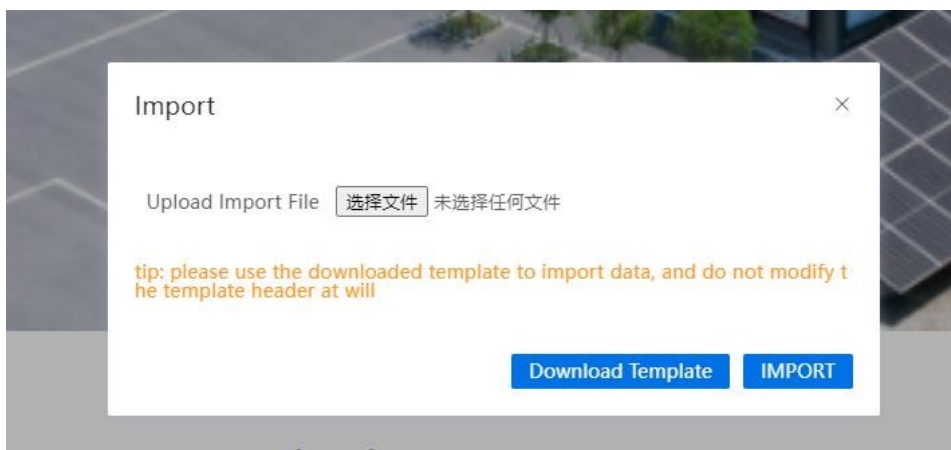 Import
Upload Import File 选择文件 未选择任何文件
tip: please use the downloaded template to import data, and do not modify t
he template header at will
Download Template IMPORT